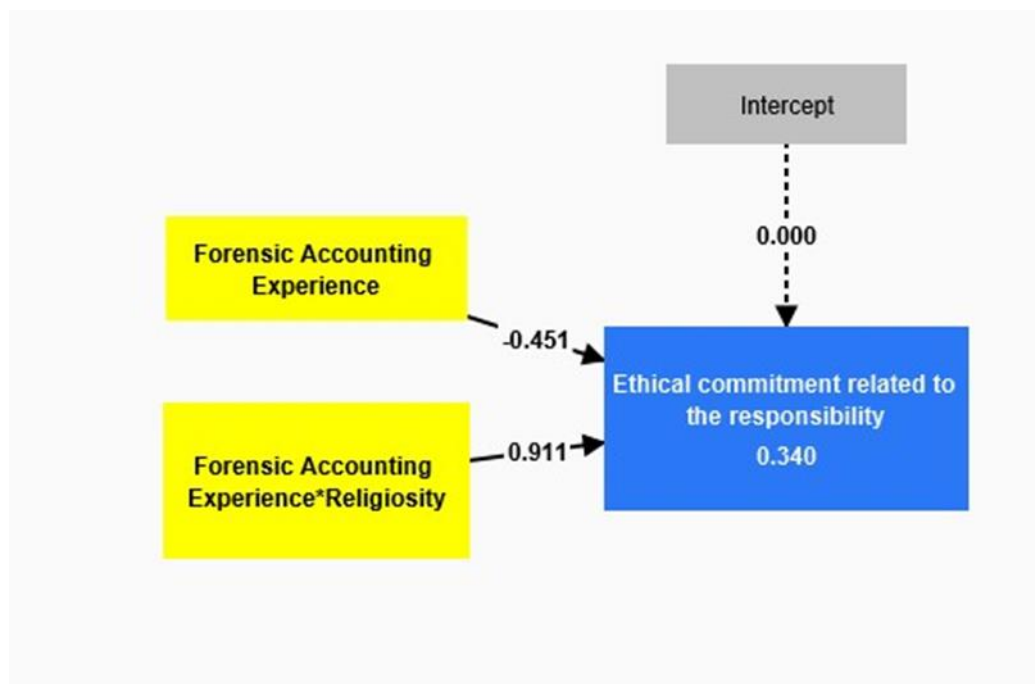 Intercept
0.000
Forensic Accounting
Experience
-0.451
Ethical commitment related to
the responsibility
0.340
0.911
Forensic Accounting
Experience*Religiosity